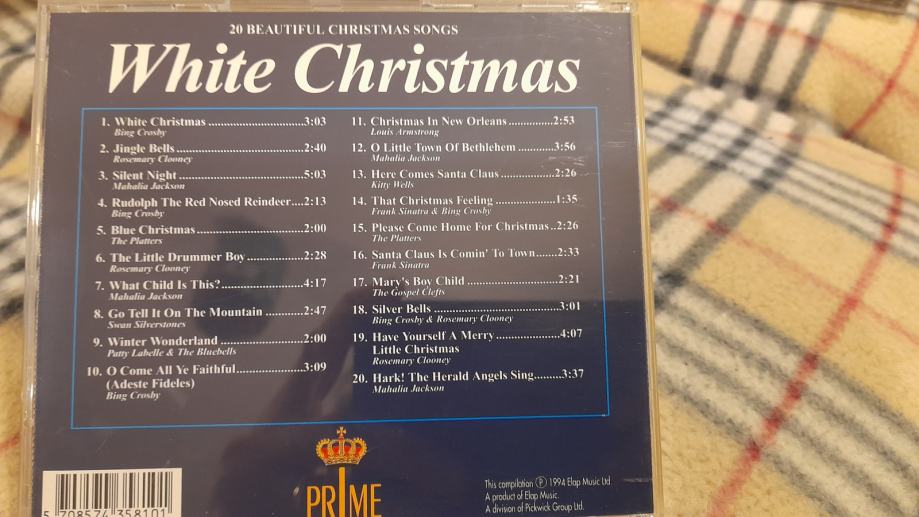 20 BEAUTIFUL CHRISTMAS SONGS
White Christmas
1. White Christmas ........................3:03
Bing Crosby
2. Jingle Bells ................................2:40
Rosemary Clooney
3. Silent Night ................................5:03
Mahalia Jackson
4. Rudolph The Red Nosed Reindeer...2:13
Bing Crosby
5. Blue Christmas ...........................2:00
The Platters
6. The Little Drummer Boy..............2:28
Rosemary Clooney
7. What Child Is This?.....................4:17
Mahalia Jackson
8. Go Tell It On The Mountain ..........2:47
Swan Silverstones
9. Winter Wonderland .....................2:00
Patty Labelle & The Bluebells
10. O Come All Ye Faithful.................3:09
(Adeste Fideles)
Bing Crosby
11. Christmas In New Orleans ...........2:53
Louis Armstrong
12. O Little Town Of Bethlehem .........3:56
Mahalia Jackson
13. Here Comes Santa Claus .............2:26
Kitty Wells
14. That Christmas Feeling ...............1:35
Frank Sinatra & Bing Crosby
15. Please Come Home For Christmas..2:26
The Platters
16. Santa Claus Is Comin' To Town.....2:33
Frank Sinatra
17. Mary's Boy Child ........................2:21
The Gospel Clefts
18. Silver Bells ................................3:01
Bing Crosby & Rosemary Clooney
19. Have Yourself A Merry ................4:07
Little Christmas
Rosemary Clooney
20. Hark! The Herald Angels Sing.......3:37
Mahalia Jackson
PRIME
5 708574 358101
This compilation Ⓟ 1994 Elap Music Ltd
A product of Elap Music.
A division of Pickwick Group Ltd.